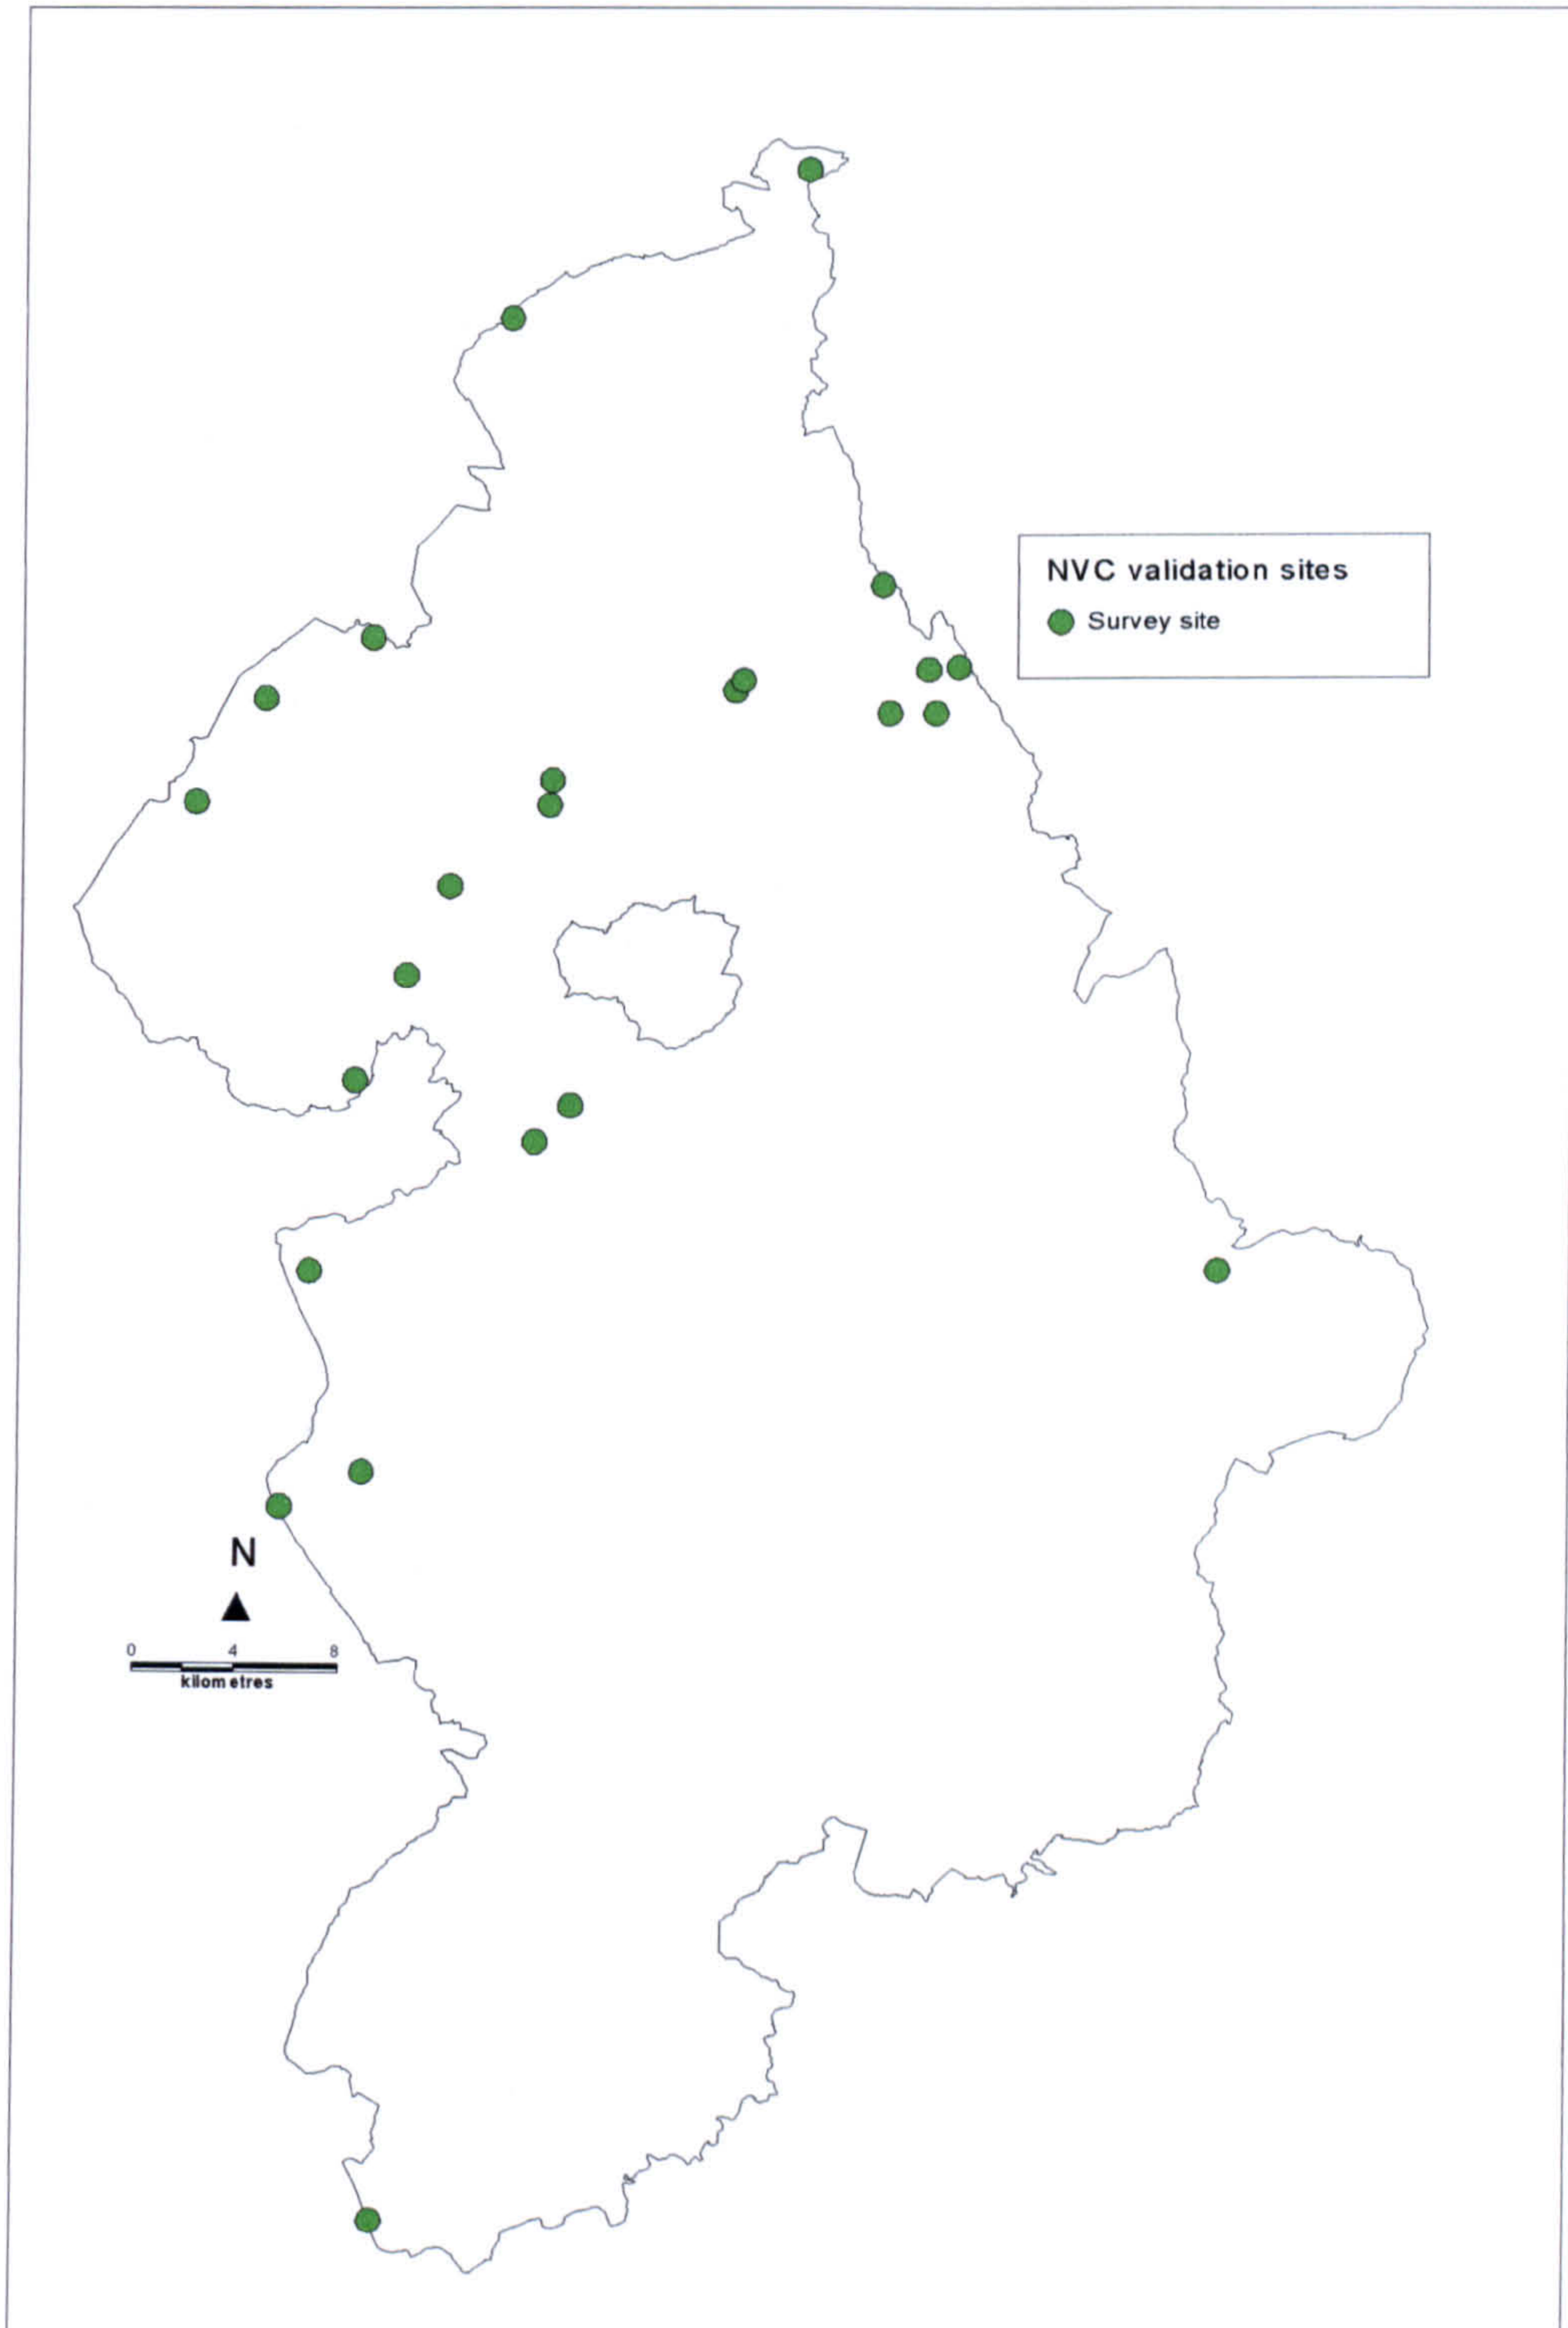 NVC validation sites
Survey site
N
0 4 8
kilometres